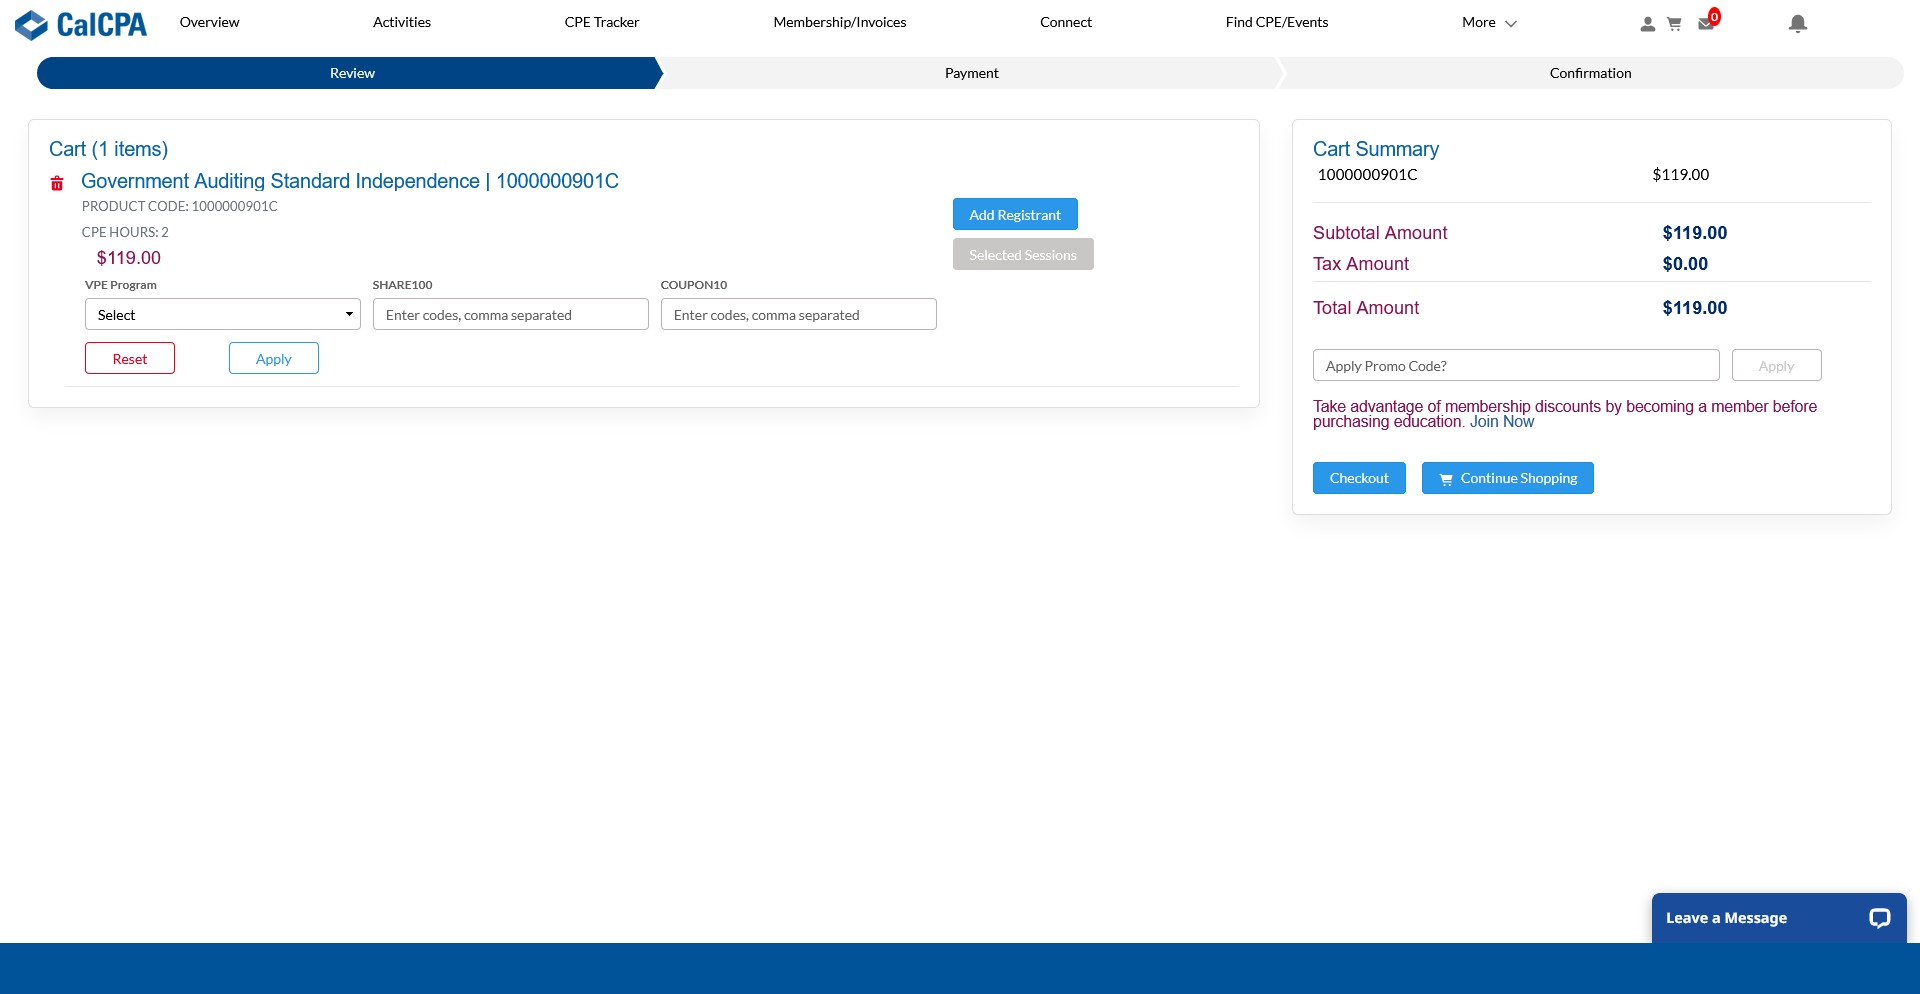 CalCPA
Overview
Activities
CPE Tracker
Membership/Invoices
Connect
Find CPE/Events
More
0
Review
Payment
Confirmation
Cart (1 items)
Government Auditing Standard Independence | 1000000901C
PRODUCT CODE: 1000000901C
CPE HOURS: 2
$119.00
Add Registrant
Selected Sessions
VPE Program
SHARE100
COUPON10
Select
Enter codes, comma separated
Enter codes, comma separated
Reset
Apply
Cart Summary
1000000901C $119.00
Subtotal Amount $119.00
Tax Amount $0.00
Total Amount $119.00
Apply Promo Code?
Apply
Take advantage of membership discounts by becoming a member before
purchasing education. Join Now
Checkout
Continue Shopping
Leave a Message